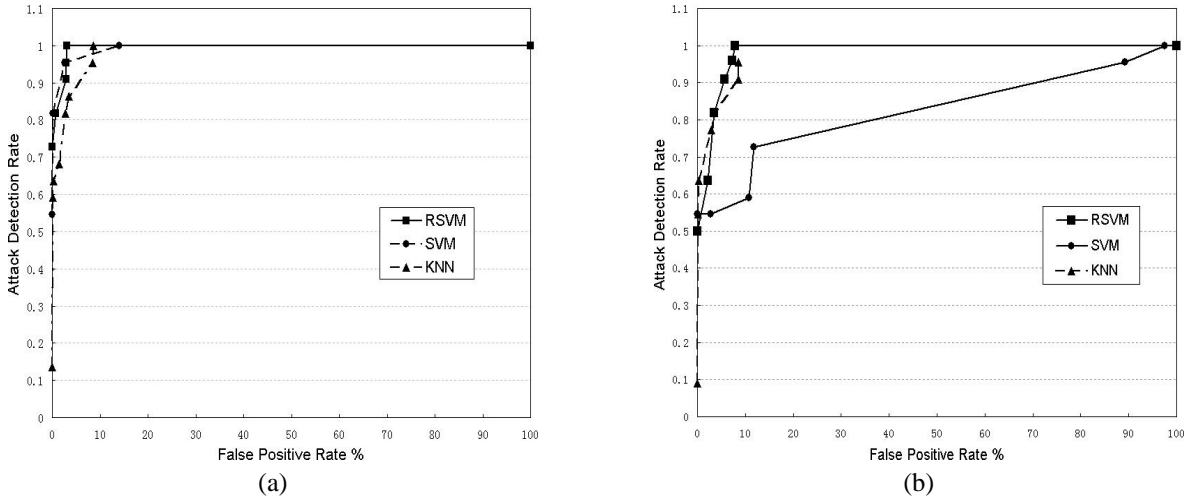 1.1
1
0.9
0.8
0.7
0.6
0.5
0.4
0.3
0.2
0.1
0
Attack Detection Rate
RSVM
SVM
KNN
0 10 20 30 40 50 60 70 80 90 100
False Positive Rate %
(a)
1.1
1
0.9
0.8
0.7
0.6
0.5
0.4
0.3
0.2
0.1
0
Attack Detection Rate
RSVM
SVM
KNN
0 10 20 30 40 50 60 70 80 90 100
False Positive Rate %
(b)